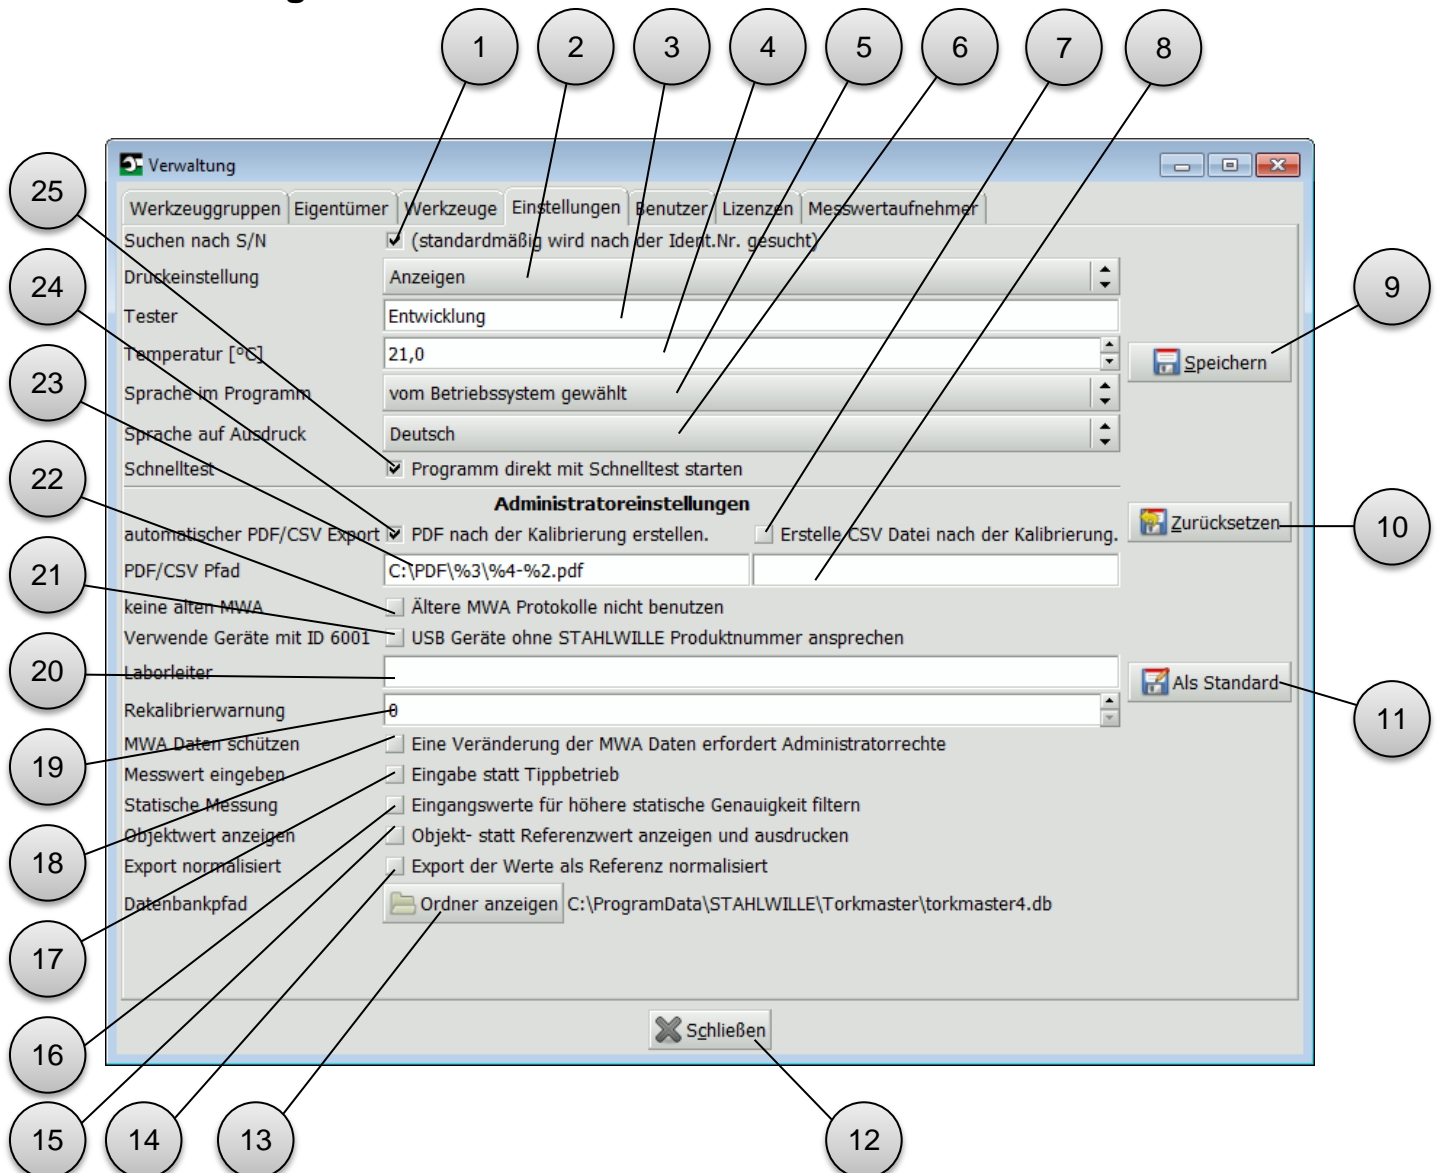 1 2 3 4 5 6 7 8
Verwaltung
25
Werkzeuggruppen Eigentümer Werkzeuge Einstellungen Benutzer Lizenzen Messwertaufnehmer
Suchen nach S/N (standardmäßig wird nach der Ident.Nr. gesucht)
24
Druckeinstellung Anzeigen
9
Tester Entwicklung
Temperatur [°C] 21,0
Speichern
23
Sprache im Programm vom Betriebssystem gewählt
Sprache auf Ausdruck Deutsch
Schnelltest Programm direkt mit Schnelltest starten
22
Administratoreinstellungen
Zurücksetzen
10
automatischer PDF/CSV Export PDF nach der Kalibrierung erstellen. Erstelle CSV Datei nach der Kalibrierung.
21
PDF/CSV Pfad C:\PDF\%3\%4-%2.pdf
keine alten MWA Ältere MWA Protokolle nicht benutzen
Verwende Geräte mit ID 6001 USB Geräte ohne STAHLWILLE Produktnummer ansprechen
20
Laborleiter
Als Standard
11
Rekalibrierwarnung 0
MWA Daten schützen Eine Veränderung der MWA Daten erfordert Administratorrechte
19
Messwert eingeben Eingabe statt Tippbetrieb
Statische Messung Eingangswerte für höhere statische Genauigkeit filtern
Objektwert anzeigen Objekt- statt Referenzwert anzeigen und ausdrucken
18
Export normalisiert Export der Werte als Referenz normalisiert
Datenbankpfad Ordner anzeigen C:\ProgramData\STAHLWILLE\Torkmaster\torkmaster4.db
17
Schließen
16
15 14 13 12